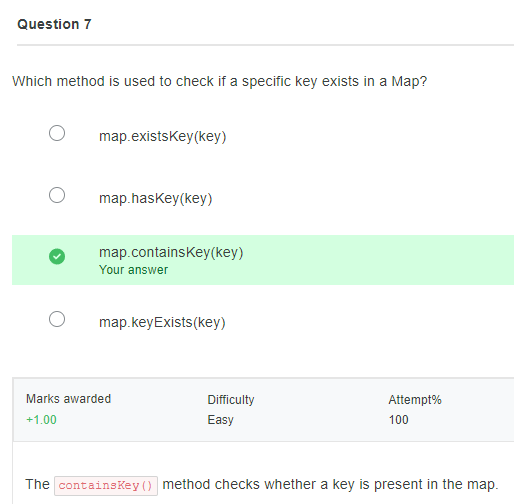 Question 7
Which method is used to check if a specific key exists in a Map?
map.existsKey(key)
map.hasKey(key)
map.containsKey(key)
Your answer
map.keyExists(key)
Marks awarded Difficulty Attempt%
+1.00 Easy 100
The containsKey() method checks whether a key is present in the map.